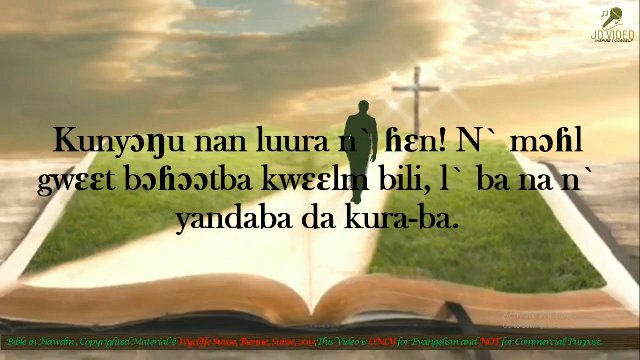 JD VIDEO
Kunyɔŋu nan luura n` ɦɛn! N` mɔɦl
gwɛɛt bɔɦɔɔtba kwɛɛlm bili, l` ba na n`
yandaba da kura-ba.
Bible in Nawdm, Copyrighted Material @ Wycliffe Suisse, Bienne, Suisse, 2015 This Video is ONLY for Evangelism and NOT for Commercial Purpose.